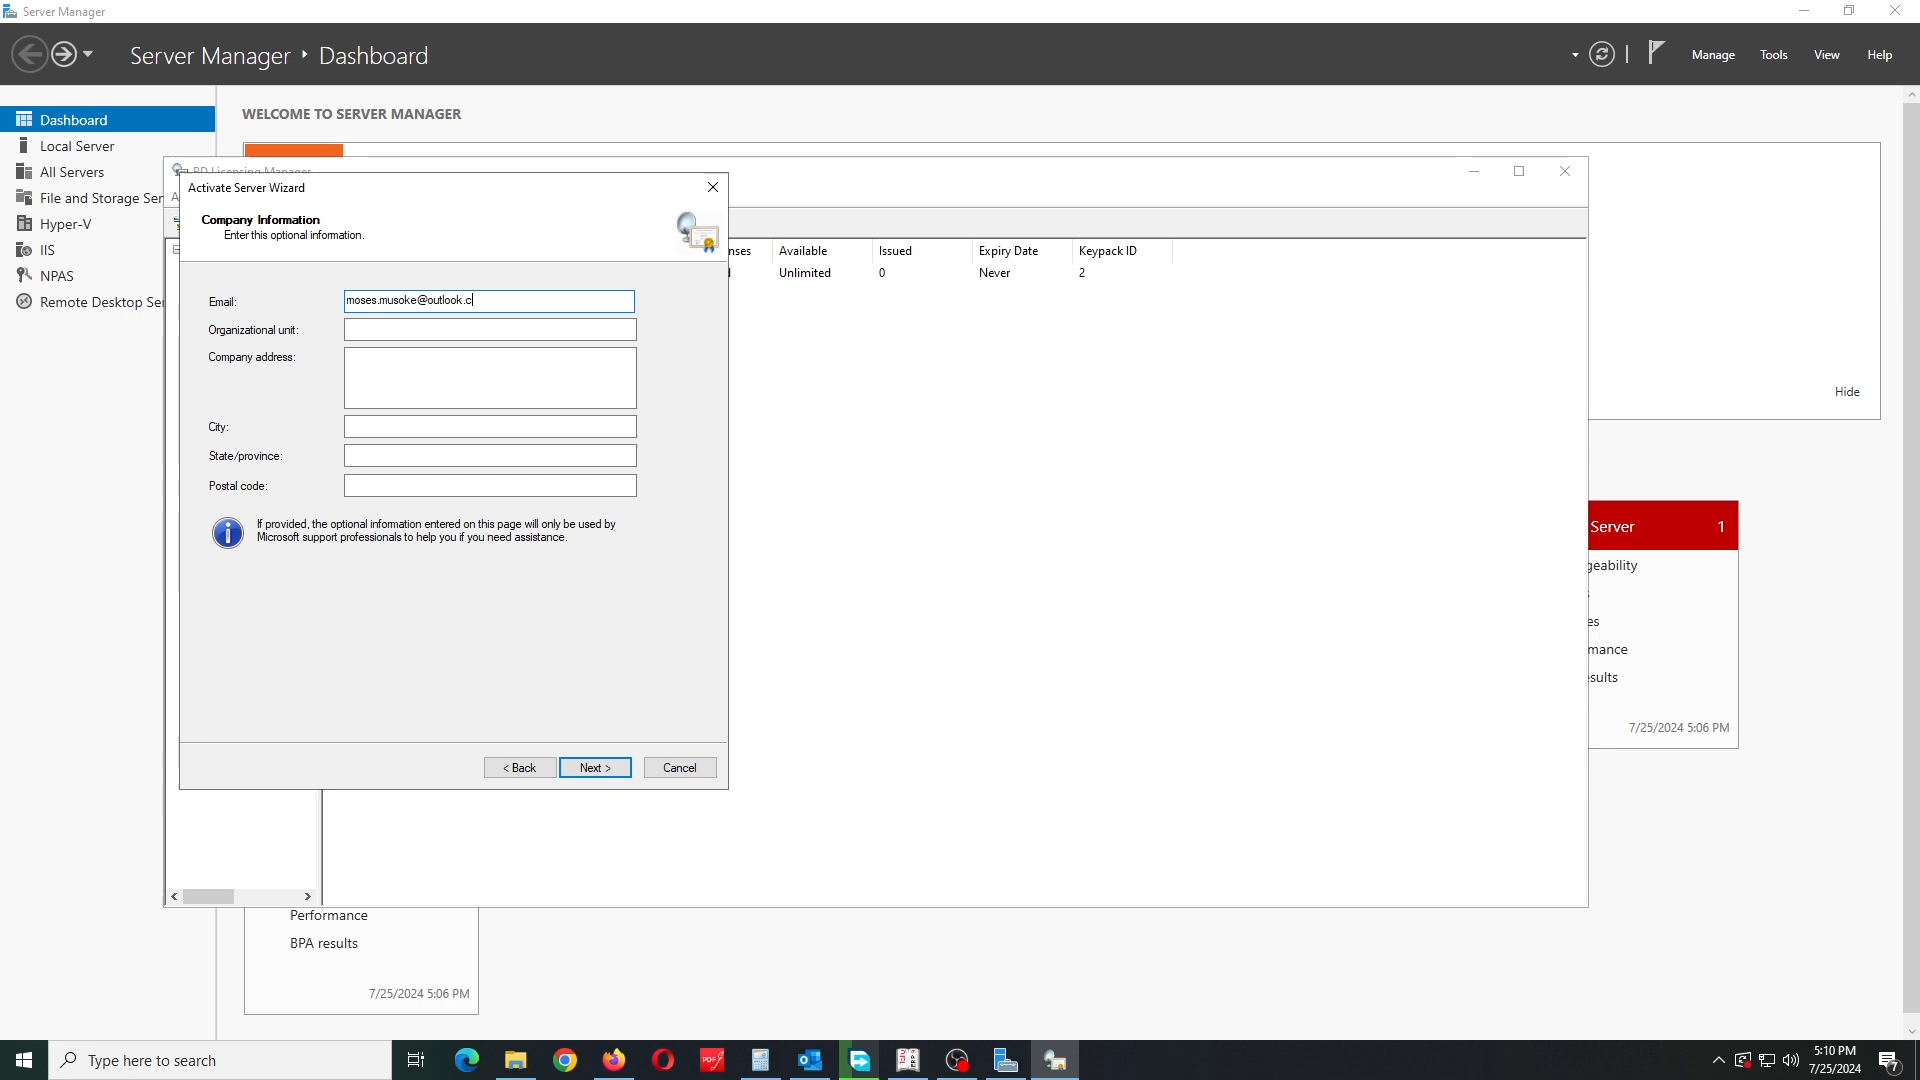 Server Manager
Server Manager
Dashboard
Manage
Tools
View
Help
WELCOME TO SERVER MANAGER
Dashboard
Local Server
All Servers
File and Storage Ser
Hyper-V
IIS
NPAS
Remote Desktop Ser
Activate Server Wizard
Company Information
Enter this optional information.
Email:
moses.musoke@outlook.c
Organizational unit:
Company address:
City:
State/province:
Postal code:
If provided, the optional information entered on this page will only be used by
Microsoft support professionals to help you if you need assistance.
< Back
Next >
Cancel
nses
Available
Issued
Expiry Date
Keypack ID
Unlimited
0
Never
2
Hide
Server
1
geability
es
mance
esults
7/25/2024 5:06 PM
Performance
BPA results
7/25/2024 5:06 PM
Type here to search
5:10 PM
7/25/2024
7